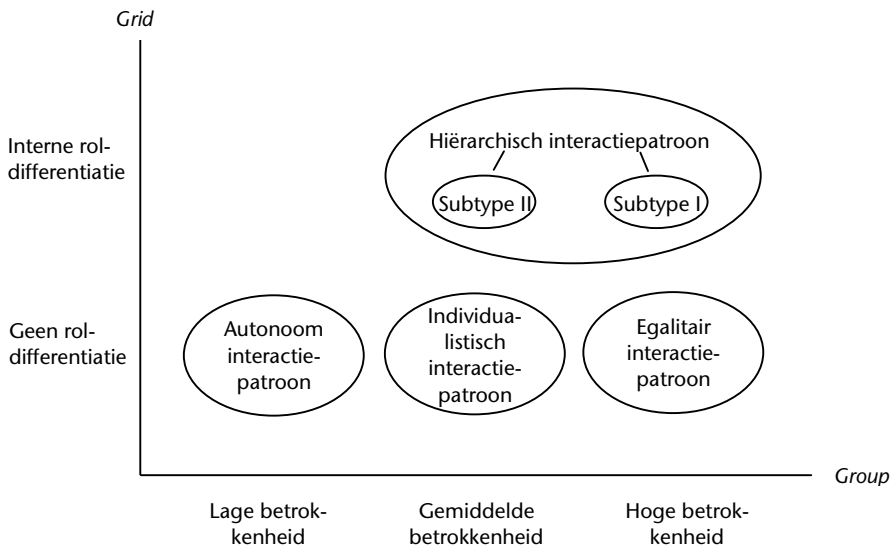 Grid
Interne rol-
differentiatie
Hiërarchisch interactiepatroon
Subtype II
Subtype I
Geen rol-
differentiatie
Autonoom
interactie-
patroon
Individua-
listisch
interactie-
patroon
Egalitair
interactie-
patroon
Group
Lage betrok-
kenheid
Gemiddelde
betrokkenheid
Hoge betrok-
kenheid